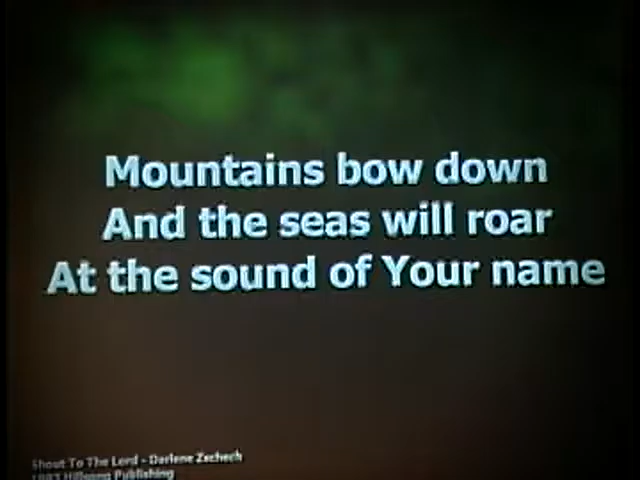 Mountains bow down
And the seas will roar
At the sound of Your name
Shout To The Lord - Darlene Zschech
1993 Hillsong Publishing